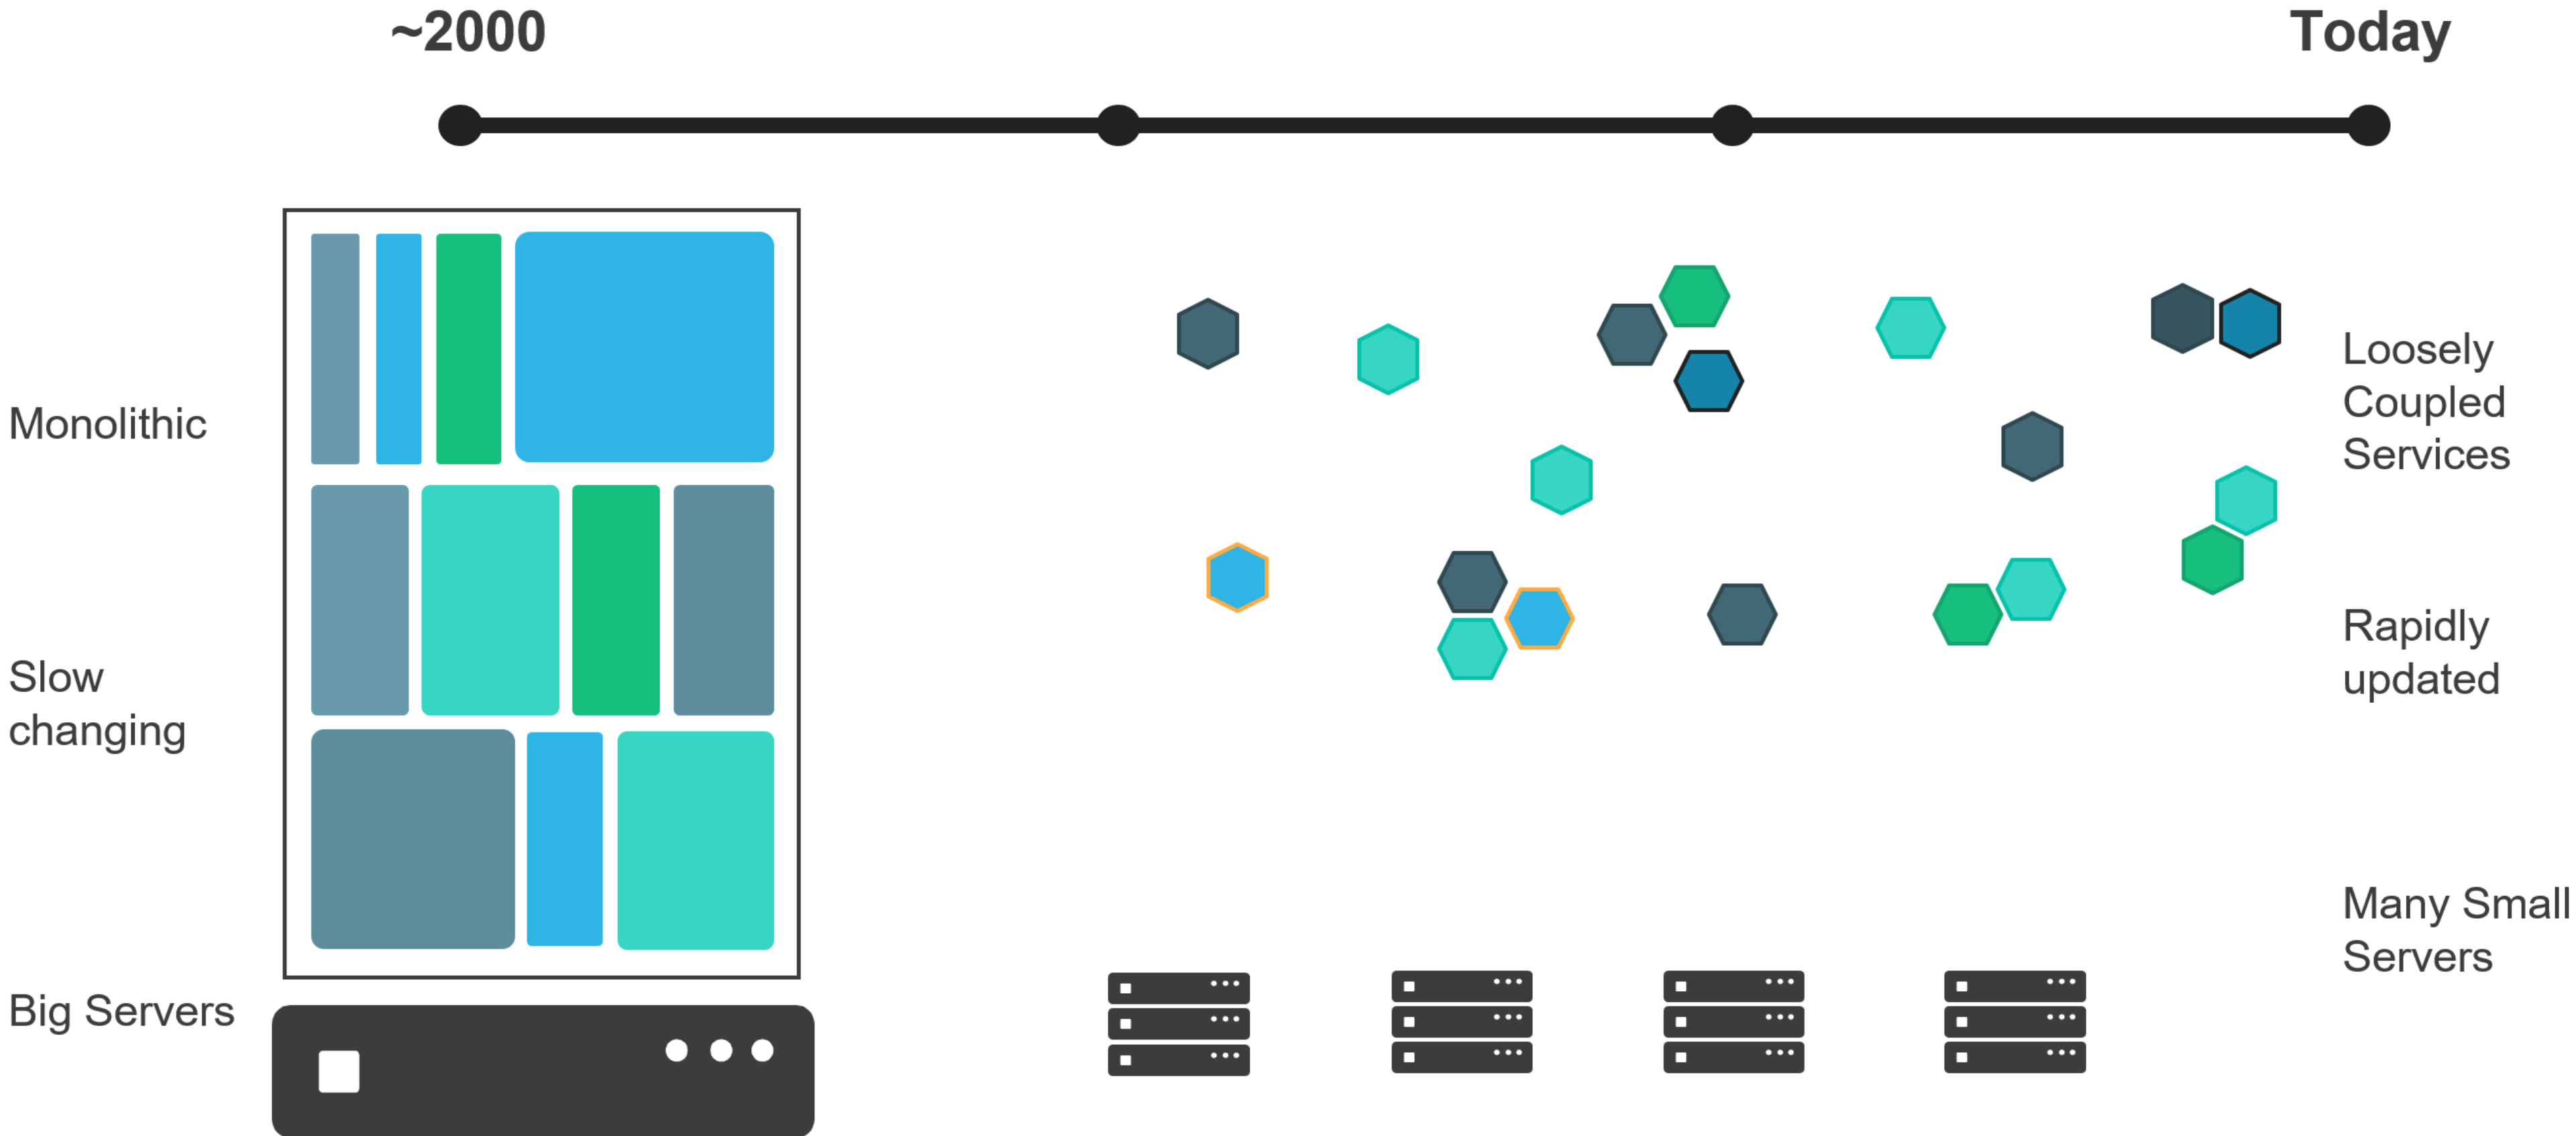 ~2000
Today
Monolithic
Slow
changing
Big Servers
Loosely
Coupled
Services
Rapidly
updated
Many Small
Servers